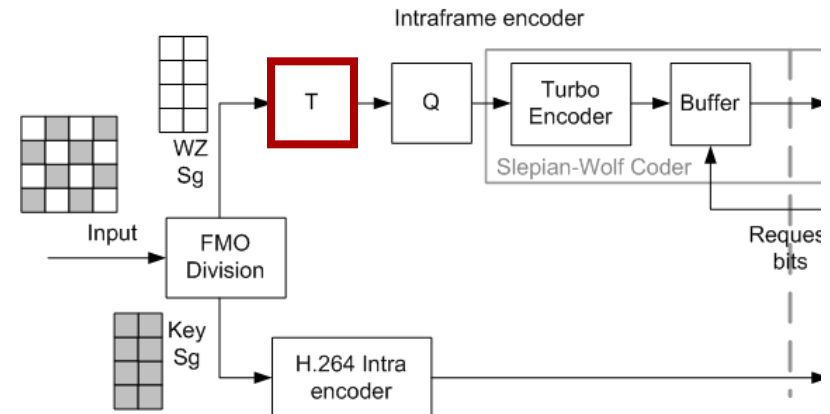 Intraframe encoder
T
Q
Turbo
Encoder
Buffer
WZ
Sg
Slepian-Wolf Coder
Input
FMO
Division
Reques
bits
Key
Sg
H.264 Intra
encoder